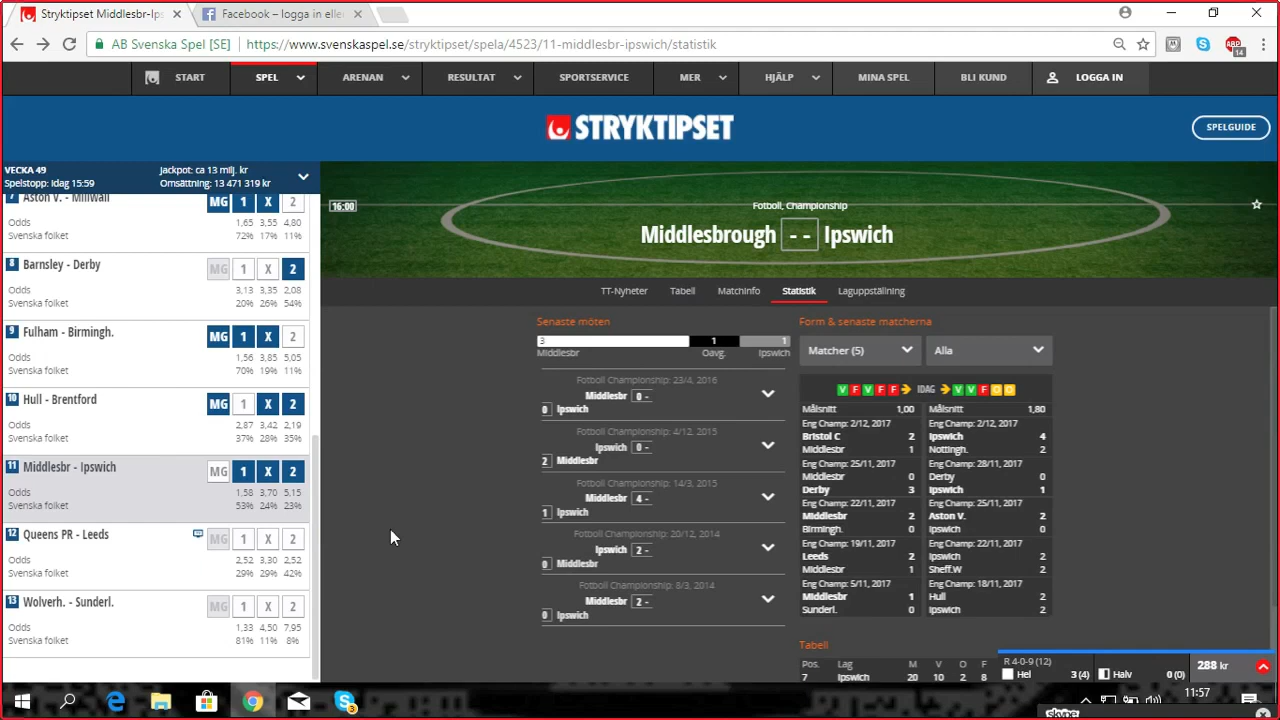 Stryktipset Middlesbr-Ips
Facebook – logga in elle
AB Svenska Spel [SE]
https://www.svenskaspel.se/stryktipset/spela/4523/11-middlesbr-ipswich/statistik
ABP
14
START
SPEL
ARENAN
RESULTAT
SPORTSERVICE
MER
HJÄLP
MINA SPEL
BLI KUND
LOGGA IN
STRYKTIPSET
SPELGUIDE
VECKA 49
Jackpot: ca 13 milj. kr
Spelstopp: Idag 15:59
Omsättning: 13 471 319 kr
7 Aston V. - Millwall
MG 1 X 2
Odds 1,65 3,55 4,80
Svenska folket 72% 17% 11%
8 Barnsley - Derby
MG 1 X 2
Odds 3,13 3,35 2,08
Svenska folket 20% 26% 54%
9 Fulham - Birmingh.
MG 1 X 2
Odds 1,56 3,85 5,05
Svenska folket 70% 19% 11%
10 Hull - Brentford
MG 1 X 2
Odds 2,87 3,42 2,19
Svenska folket 37% 28% 35%
11 Middlesbr - Ipswich
MG 1 X 2
Odds 1,58 3,70 5,15
Svenska folket 53% 24% 23%
12 Queens PR - Leeds
MG 1 X 2
Odds 2,52 3,30 2,52
Svenska folket 29% 29% 42%
13 Wolverh. - Sunderl.
MG 1 X 2
Odds 1,33 4,50 7,95
Svenska folket 81% 11% 8%
16:00
Fotboll, Championship
Middlesbrough - - Ipswich
TT-Nyheter
Tabell
Matchinfo
Statistik
Laguppställning
Senaste möten
3 1 1
Middlesbr Oavg. Ipswich
Fotboll Championship: 23/4, 2016
Middlesbr 0 -
0 Ipswich
Fotboll Championship: 4/12, 2015
Ipswich 0 -
2 Middlesbr
Fotboll Championship: 14/3, 2015
Middlesbr 4 -
1 Ipswich
Fotboll Championship: 20/12, 2014
Ipswich 2 -
0 Middlesbr
Fotboll Championship: 8/3, 2014
Middlesbr 2 -
0 Ipswich
Form & senaste matcherna
Matcher (5)
Alla
V F V F F IDAG V V F O O
Målsnitt 1,00
Eng Champ: 2/12, 2017
Bristol C 2
Middlesbr 1
Eng Champ: 25/11, 2017
Middlesbr 0
Derby 3
Eng Champ: 22/11, 2017
Middlesbr 2
Birmingh. 0
Eng Champ: 19/11, 2017
Leeds 2
Middlesbr 1
Eng Champ: 5/11, 2017
Middlesbr 1
Sunderl. 0
Målsnitt 1,80
Eng Champ: 2/12, 2017
Ipswich 4
Nottingh. 2
Eng Champ: 28/11, 2017
Derby 0
Ipswich 1
Eng Champ: 25/11, 2017
Aston V. 2
Ipswich 0
Eng Champ: 22/11, 2017
Ipswich 2
Sheff.W 2
Eng Champ: 18/11, 2017
Hull 2
Ipswich 2
Tabell
Pos. Lag M V O F
7 Ipswich 20 10 2 8
R 4-0-9 (12)
Hel 3 (4)
Halv 0 (0)
288 kr
3
11:57
skype